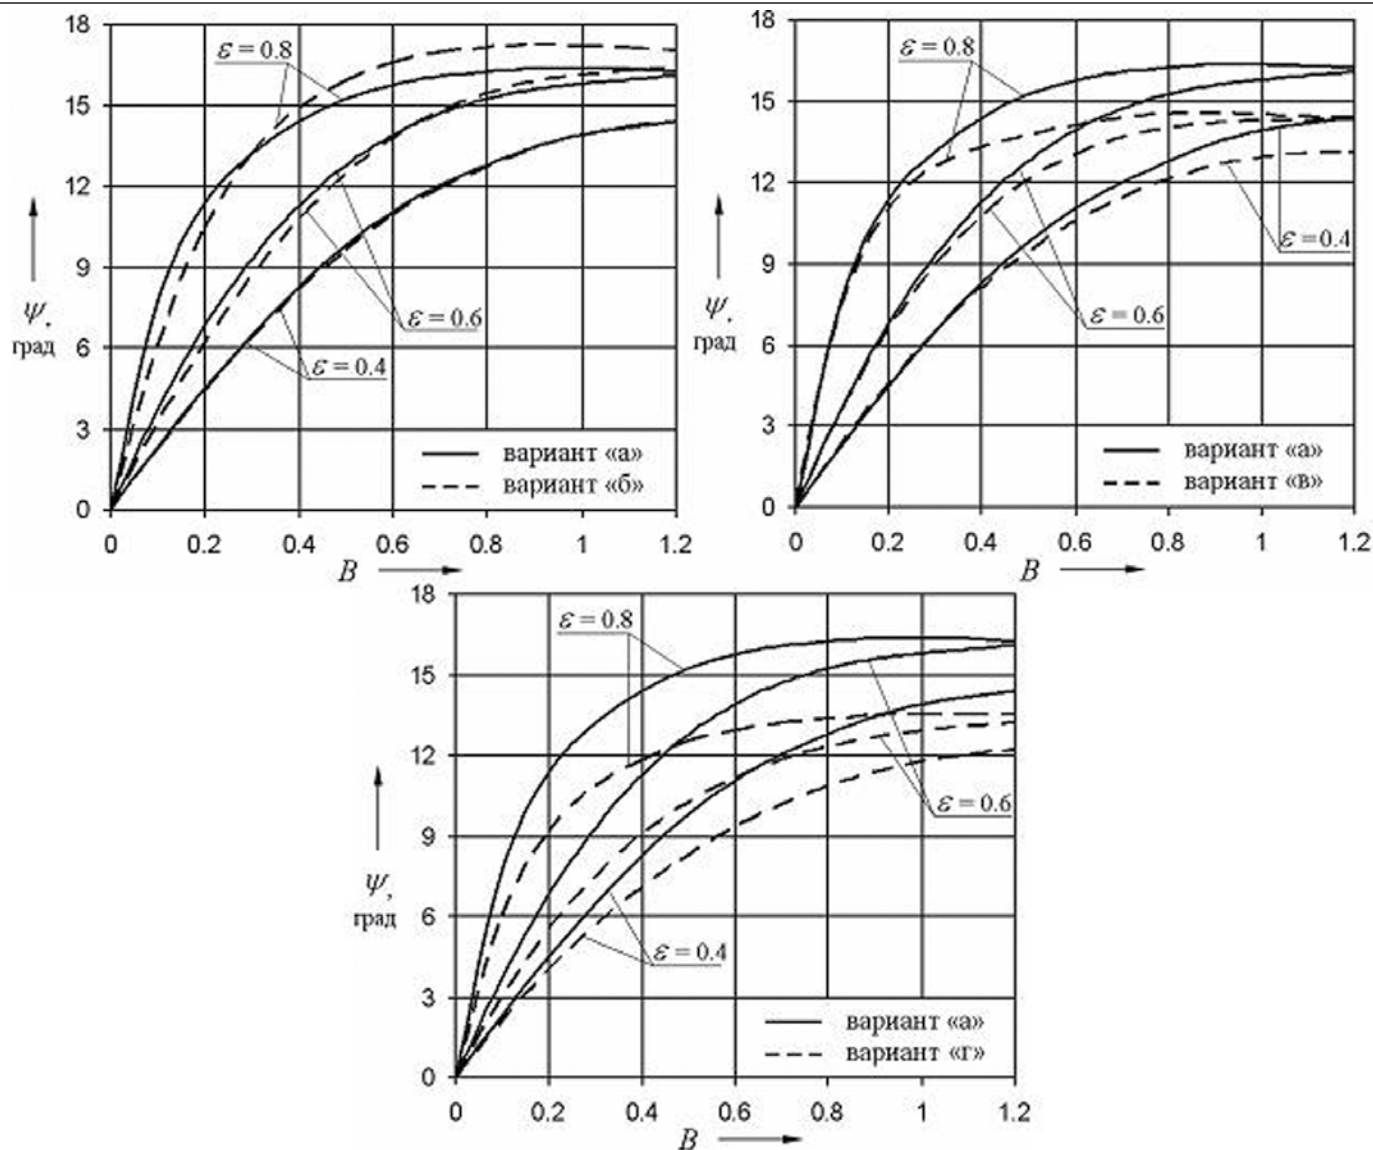 18
15
12
9
6
3
0
ψ,
град
ε = 0.8
ε = 0.6
ε = 0.4
вариант «а»
вариант «б»
0 0.2 0.4 0.6 0.8 1 1.2
B
18
15
12
9
6
3
0
ψ,
град
ε = 0.8
ε = 0.4
ε = 0.6
вариант «а»
вариант «в»
0 0.2 0.4 0.6 0.8 1 1.2
B
18
15
12
9
6
3
0
ψ,
град
ε = 0.8
ε = 0.6
ε = 0.4
вариант «а»
вариант «г»
0 0.2 0.4 0.6 0.8 1 1.2
B